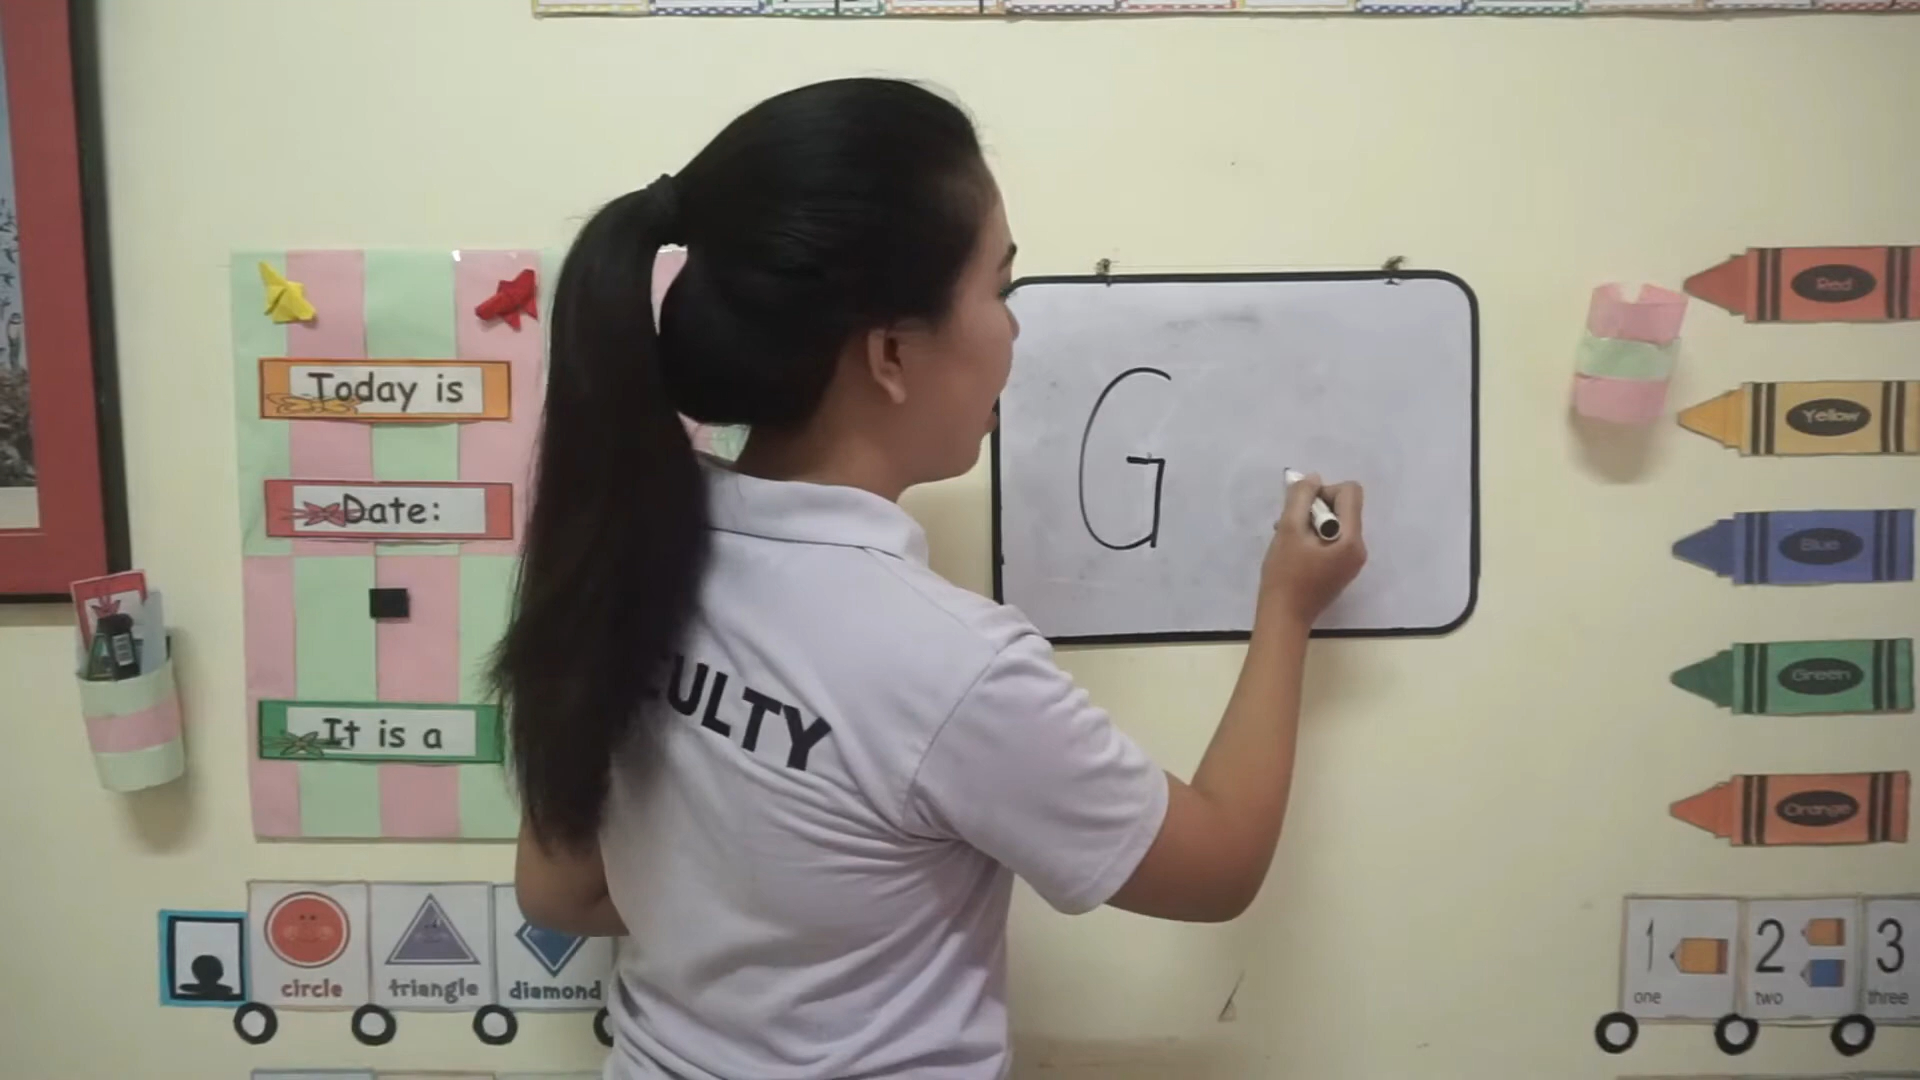 Today is
Date:
It is a
G
CULTY
Red
Yellow
Blue
Green
Orange
circle
triangle
diamond
1
one
2
two
3
three